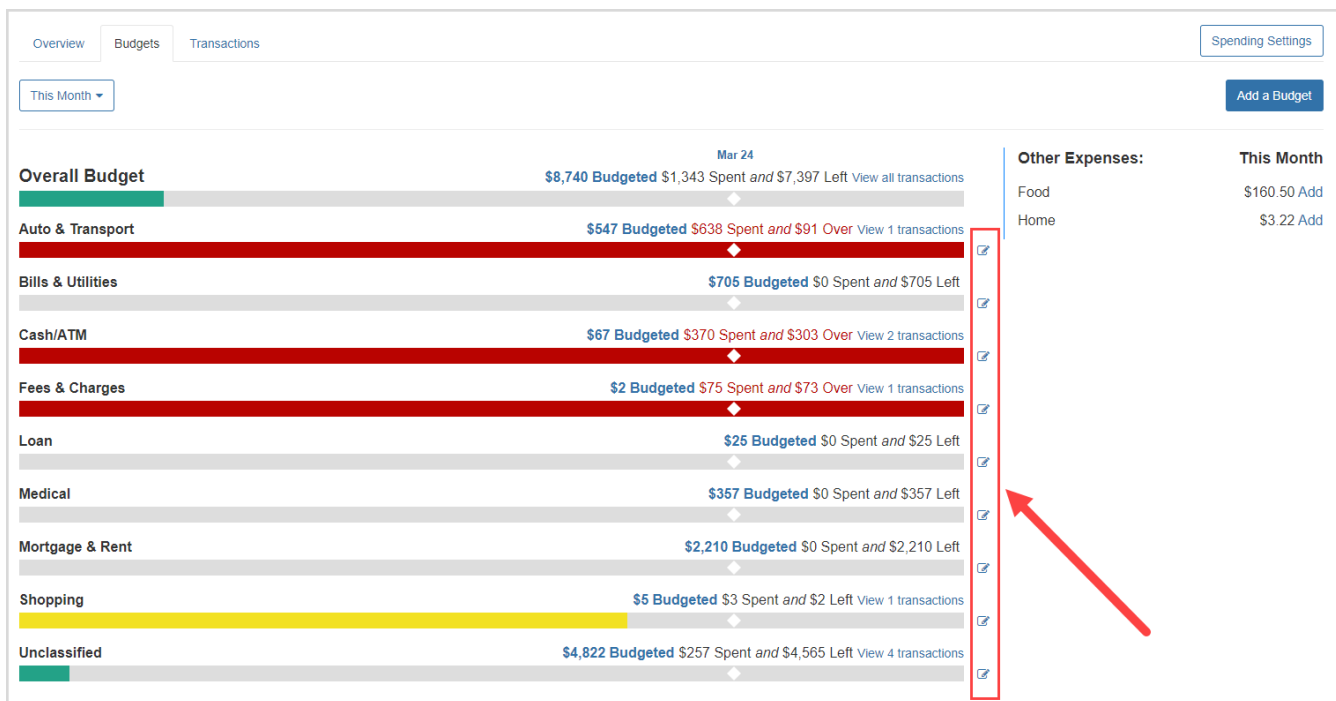 Overview Budgets Transactions Spending Settings
This Month Add a Budget
Mar 24
Overall Budget $8,740 Budgeted $1,343 Spent and $7,397 Left View all transactions
Auto & Transport $547 Budgeted $638 Spent and $91 Over View 1 transactions
Bills & Utilities $705 Budgeted $0 Spent and $705 Left
Cash/ATM $67 Budgeted $370 Spent and $303 Over View 2 transactions
Fees & Charges $2 Budgeted $75 Spent and $73 Over View 1 transactions
Loan $25 Budgeted $0 Spent and $25 Left
Medical $357 Budgeted $0 Spent and $357 Left
Mortgage & Rent $2,210 Budgeted $0 Spent and $2,210 Left
Shopping $5 Budgeted $3 Spent and $2 Left View 1 transactions
Unclassified $4,822 Budgeted $257 Spent and $4,565 Left View 4 transactions
Other Expenses: This Month
Food $160.50 Add
Home $3.22 Add